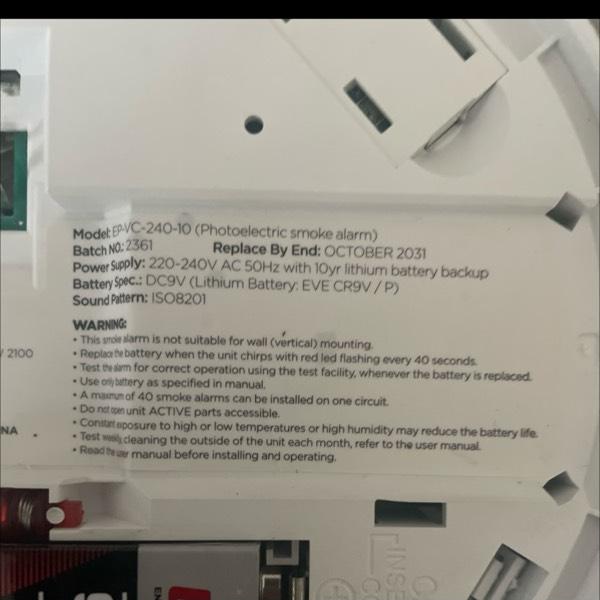 Model: EP-VC-240-10 (Photoelectric smoke alarm)
Batch NO.: 2361 Replace By End: OCTOBER 2031
Power Supply: 220-240V AC 50Hz with 10yr lithium battery backup
Battery Spec.: DC9V (Lithium Battery: EVE CR9V / P)
Sound Pattern: ISO8201
WARNING:
• This smoke alarm is not suitable for wall (vertical) mounting.
• Replace the battery when the unit chirps with red led flashing every 40 seconds.
/ 2100
• Test the alarm for correct operation using the test facility, whenever the battery is replaced.
• Use only battery as specified in manual.
• A maximum of 40 smoke alarms can be installed on one circuit.
• Do not open unit ACTIVE parts accessible.
• Constant exposure to high or low temperatures or high humidity may reduce the battery life.
NA
• Test weekly, cleaning the outside of the unit each month, refer to the user manual.
• Read the user manual before installing and operating.